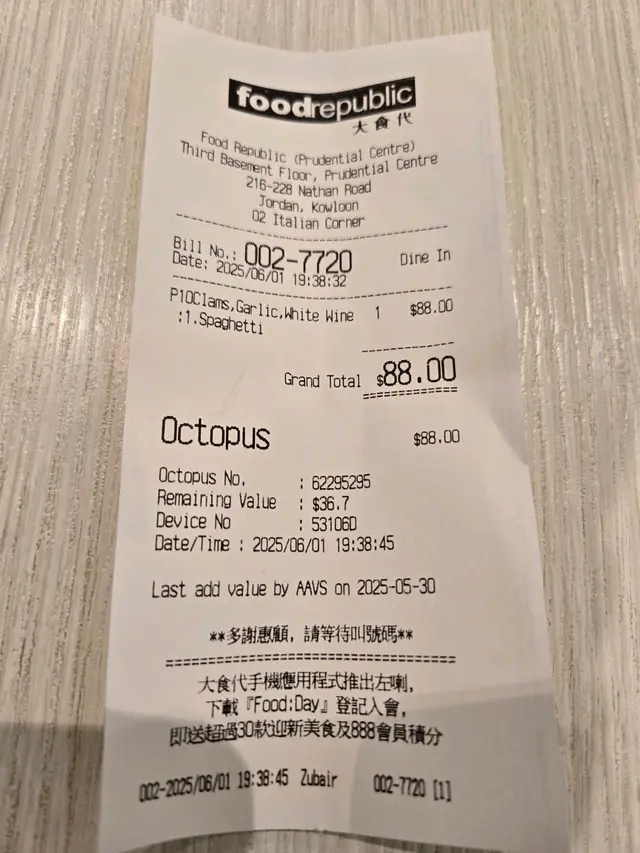 foodrepublic
大食代
Food Republic (Prudential Centre)
Third Basement Floor, Prudential Centre
216-228 Nathan Road
Jordan, Kowloon
02 Italian Corner
Bill No.: 002-7720 Dine In
Date: 2025/06/01 19:38:32
P10Clams,Garlic,White Wine 1 $88.00
:1.Spaghetti
Grand Total $88.00
Octopus $88.00
Octopus No. : 62295295
Remaining Value : $36.7
Device No : 53106D
Date/Time : 2025/06/01 19:38:45
Last add value by AAVS on 2025-05-30
**多謝惠顧, 請等待叫號碼**
大食代手機應用程式推出左喇,
下載『Food:Day』登記入會,
即送超過30款迎新美食及888會員積分
002-2025/06/01 19:38:45 Zubair 002-7720 [1]